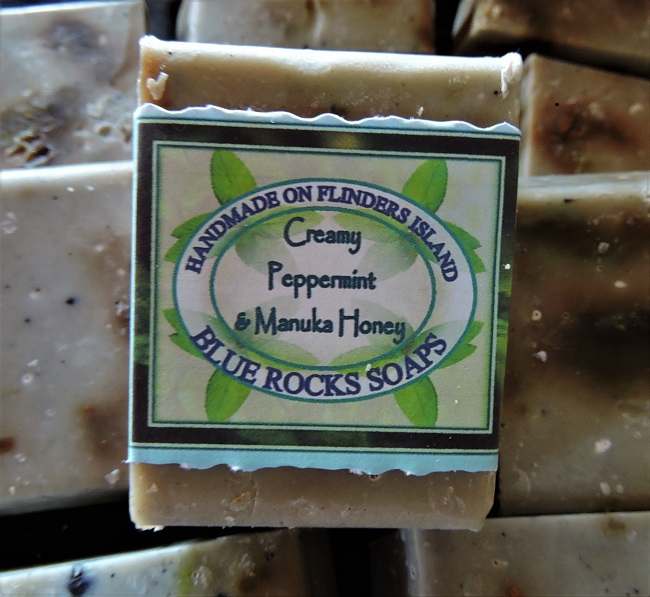 HANDMADE ON FLINDERS ISLAND
Creamy
Peppermint
& Manuka Honey
BLUE ROCKS SOAPS